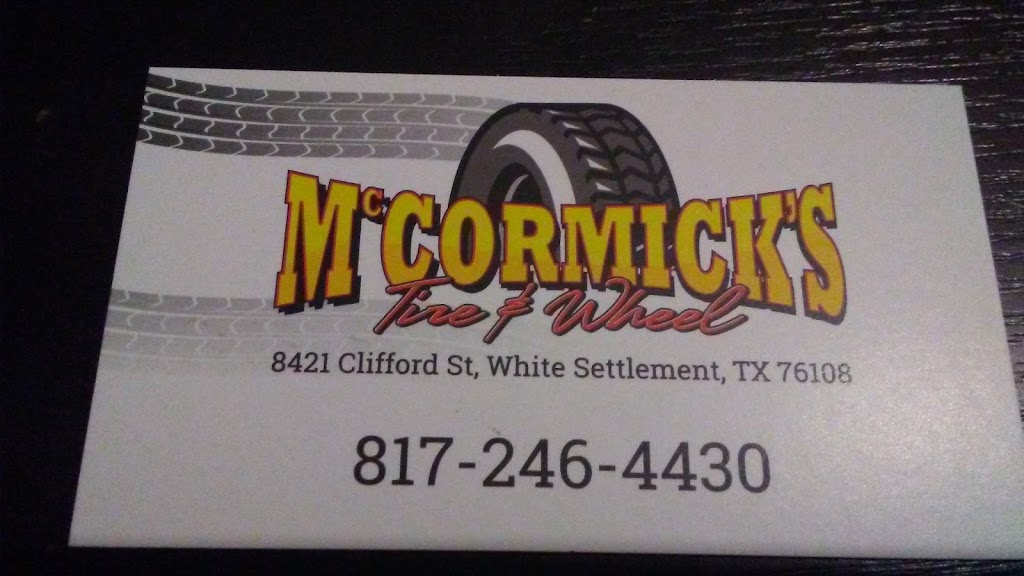 McCORMICK'S
Tire & Wheel
8421 Clifford St, White Settlement, TX 76108
817-246-4430